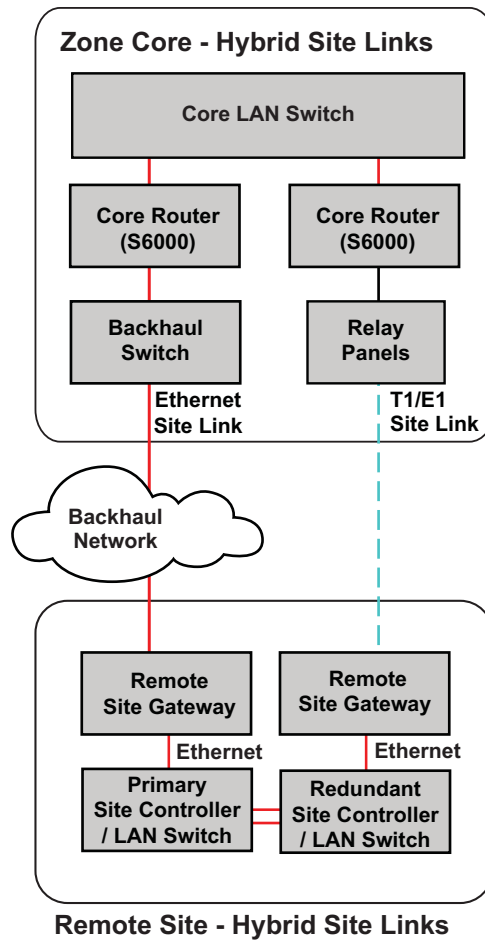 Zone Core - Hybrid Site Links
Core LAN Switch
Core Router
(S6000)
Core Router
(S6000)
Backhaul
Switch
Relay
Panels
Ethernet
Site Link
T1/E1
Site Link
Backhaul
Network
Remote
Site Gateway
Remote
Site Gateway
Ethernet
Ethernet
Primary
Site Controller
/ LAN Switch
Redundant
Site Controller
/ LAN Switch
Remote Site - Hybrid Site Links